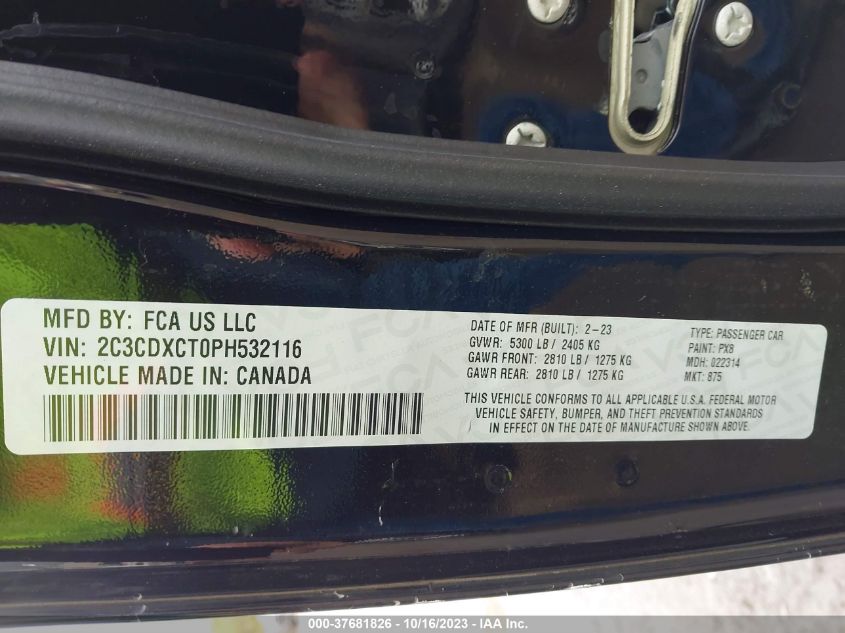 MFD BY: FCA US LLC
VIN: 2C3CDXCT0PH532116
VEHICLE MADE IN: CANADA
DATE OF MFR (BUILT): 2-23
GVWR: 5300 LB / 2405 KG
GAWR FRONT: 2810 LB / 1275 KG
GAWR REAR: 2810 LB / 1275 KG
TYPE: PASSENGER CAR
PAINT: PX8
MDH: 022314
MKT: 875
THIS VEHICLE CONFORMS TO ALL APPLICABLE U.S.A. FEDERAL MOTOR
VEHICLE SAFETY, BUMPER, AND THEFT PREVENTION STANDARDS
IN EFFECT ON THE DATE OF MANUFACTURE SHOWN ABOVE.
000-37681826 - 10/16/2023 - IAA Inc.